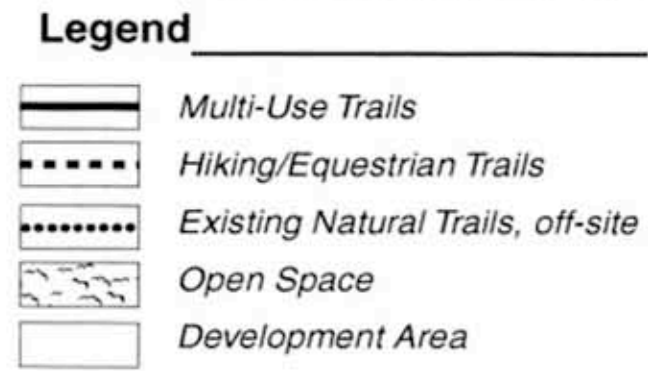 Legend
Multi-Use Trails
Hiking/Equestrian Trails
Existing Natural Trails, off-site
Open Space
Development Area